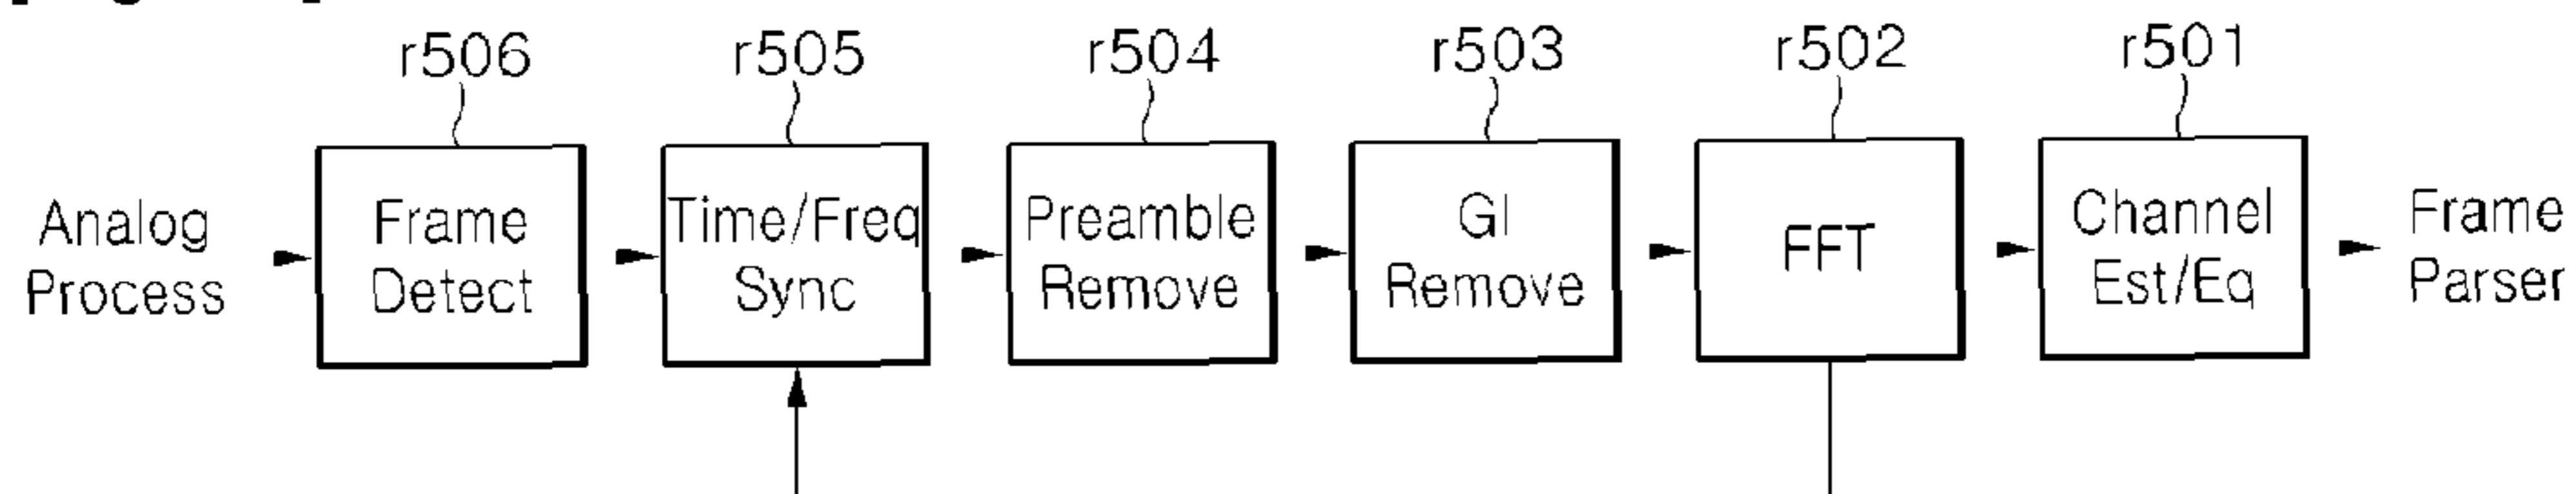 r506 r505 r504 r503 r502 r501
Analog
Process
Frame
Detect
Time/Freq
Sync
Preamble
Remove
GI
Remove
FFT
Channel
Est/Eq
Frame
Parser